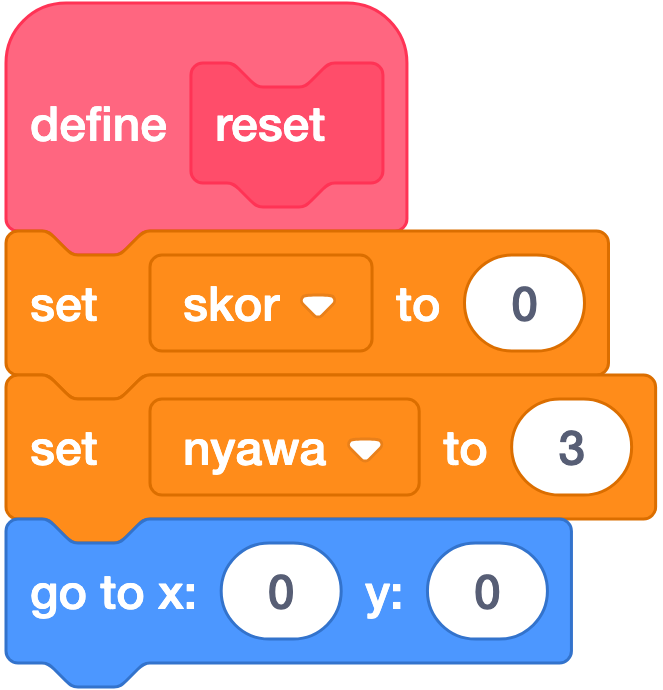 define reset
set skor to 0
set nyawa to 3
go to x: 0 y: 0